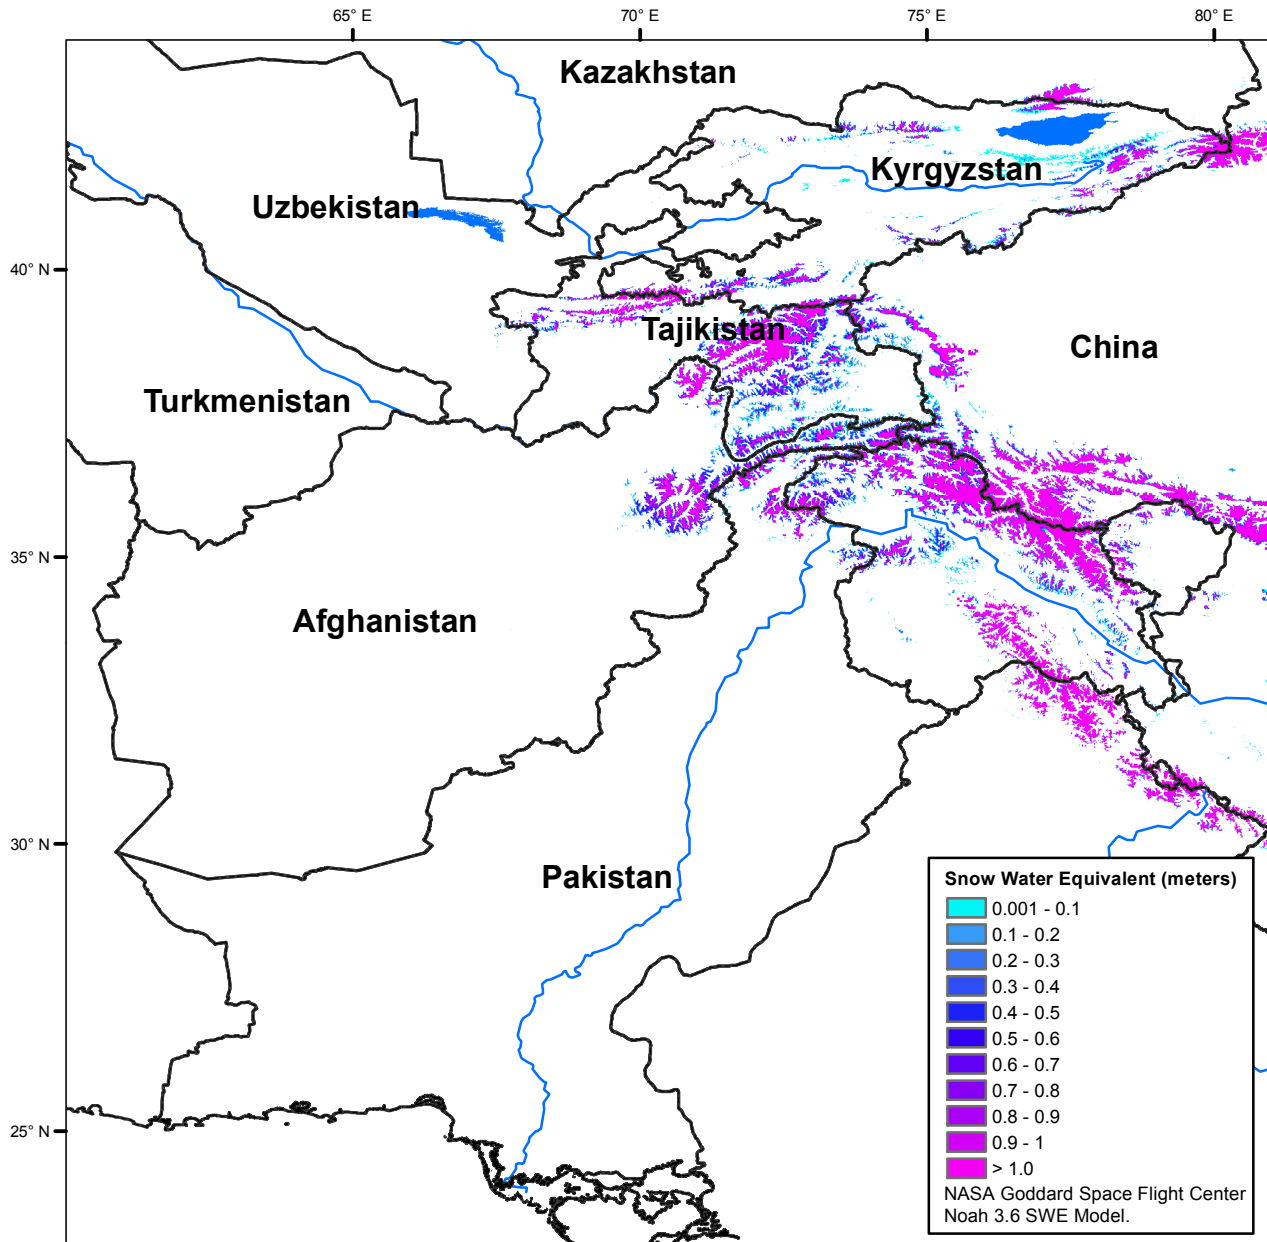 65° E
70° E
75° E
80° E
Kazakhstan
Kyrgyzstan
Uzbekistan
40° N
Tajikistan
China
Turkmenistan
35° N
Afghanistan
30° N
Pakistan
25° N
Snow Water Equivalent (meters)
0.001 - 0.1
0.1 - 0.2
0.2 - 0.3
0.3 - 0.4
0.4 - 0.5
0.5 - 0.6
0.6 - 0.7
0.7 - 0.8
0.8 - 0.9
0.9 - 1
> 1.0
NASA Goddard Space Flight Center
Noah 3.6 SWE Model.